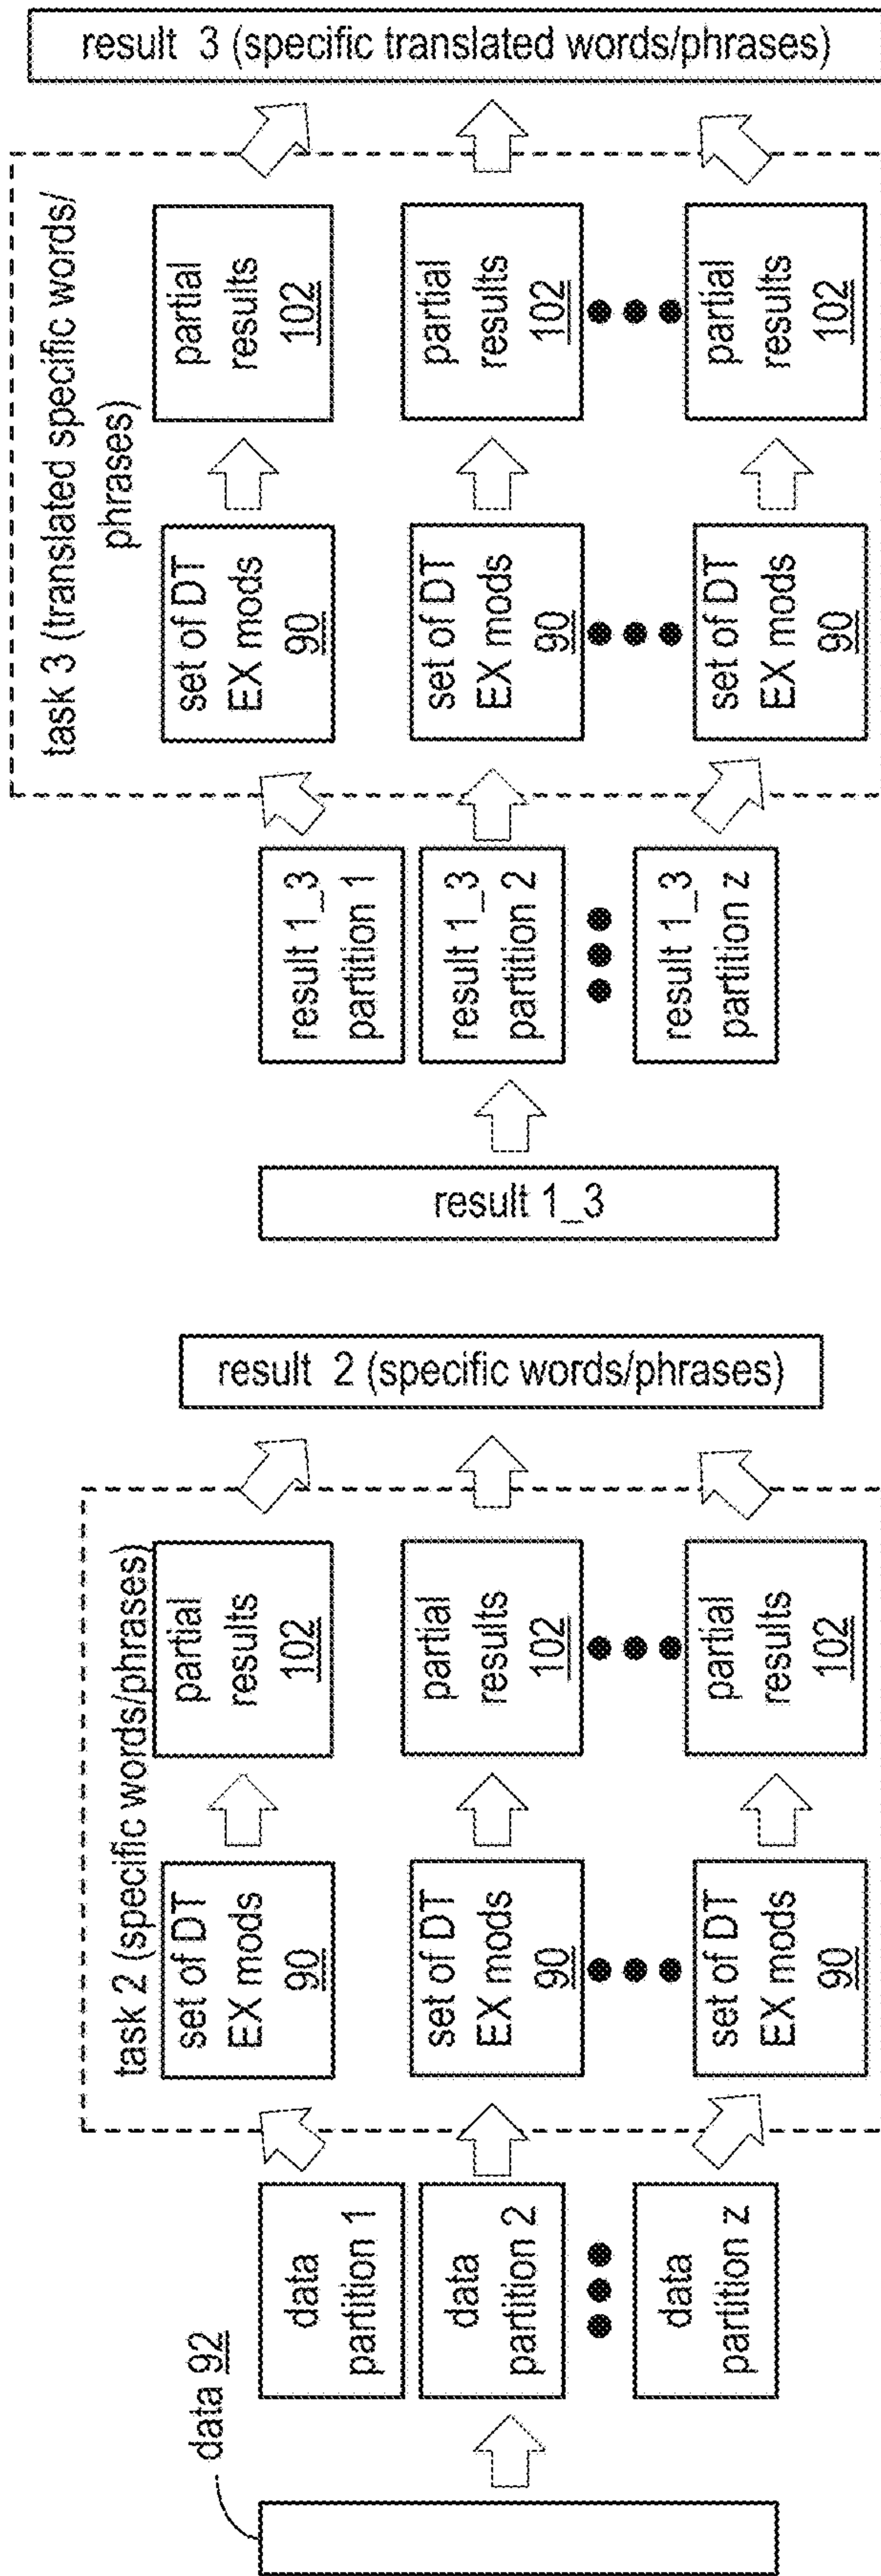 data 92
data
partition 1
data
partition 2
data
partition z
task 2 (specific words/phrases)
set of DT
EX mods
90
partial
results
102
set of DT
EX mods
90
partial
results
102
set of DT
EX mods
90
partial
results
102
result 2 (specific words/phrases)
result 1_3
result 1_3
partition 1
result 1_3
partition 2
result 1_3
partition z
task 3 (translated specific words/
phrases)
set of DT
EX mods
90
partial
results
102
set of DT
EX mods
90
partial
results
102
set of DT
EX mods
90
partial
results
102
result 3 (specific translated words/phrases)